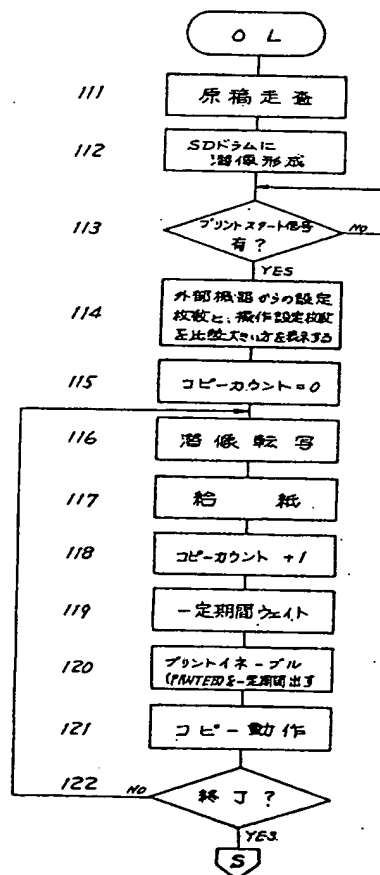 OL
111
原稿走査
112
SDドラムに
潜像形成
113
プリントスタート信号
有?
NO
YES
114
外部機器からの設定
枚数と、操作設定枚数
を比較大きい方を表示する
115
コピーカウント=0
116
潜像転写
117
給紙
118
コピーカウント +1
119
一定期間ウェイト
120
プリントイネーブル
を一定期間出す
121
コピー動作
122
NO
終了?
YES.
S